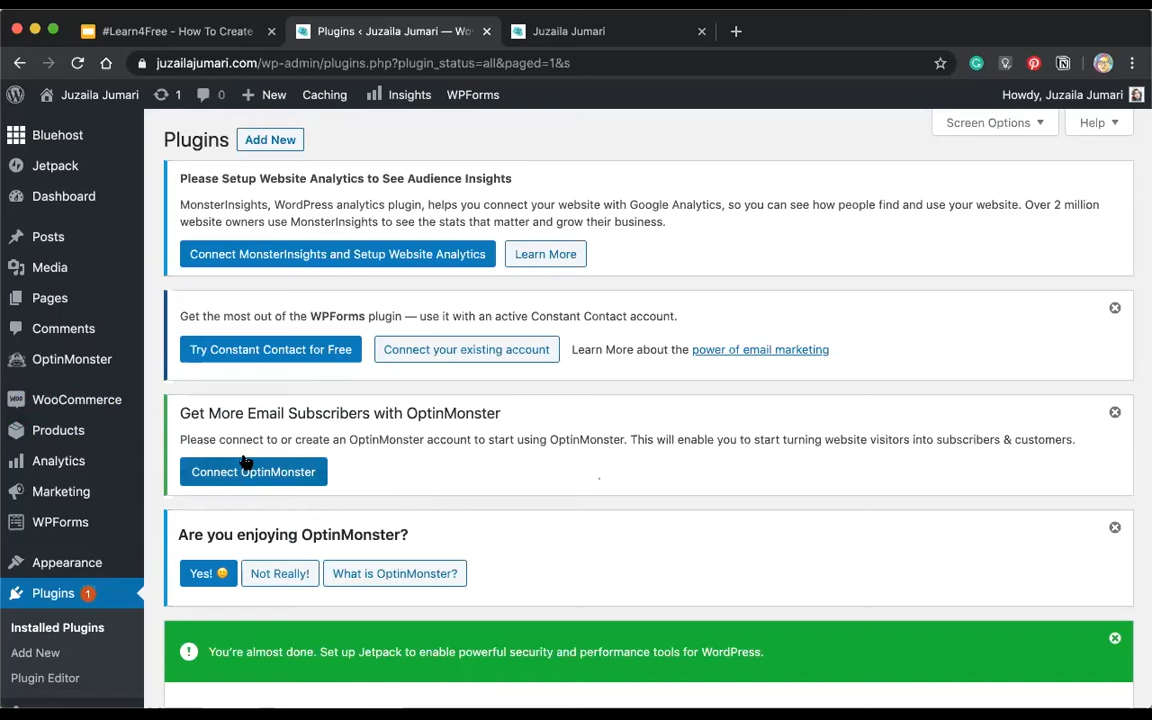 #Learn4Free - How To Create
Plugins ‹ Juzaila Jumari — Wo
Juzaila Jumari
juzailajumari.com/wp-admin/plugins.php?plugin_status=all&paged=1&s
Juzaila Jumari 1 0 New Caching Insights WPForms Howdy, Juzaila Jumari
Screen Options Help
Bluehost
Jetpack
Dashboard
Posts
Media
Pages
Comments
OptinMonster
WooCommerce
Products
Analytics
Marketing
WPForms
Appearance
Plugins 1
Installed Plugins
Add New
Plugin Editor
Plugins Add New
Please Setup Website Analytics to See Audience Insights
MonsterInsights, WordPress analytics plugin, helps you connect your website with Google Analytics, so you can see how people find and use your website. Over 2 million
website owners use MonsterInsights to see the stats that matter and grow their business.
Connect MonsterInsights and Setup Website Analytics Learn More
Get the most out of the WPForms plugin — use it with an active Constant Contact account.
Try Constant Contact for Free Connect your existing account Learn More about the power of email marketing
Get More Email Subscribers with OptinMonster
Please connect to or create an OptinMonster account to start using OptinMonster. This will enable you to start turning website visitors into subscribers & customers.
Connect OptinMonster
Are you enjoying OptinMonster?
Yes! 🙂 Not Really! What is OptinMonster?
You're almost done. Set up Jetpack to enable powerful security and performance tools for WordPress.